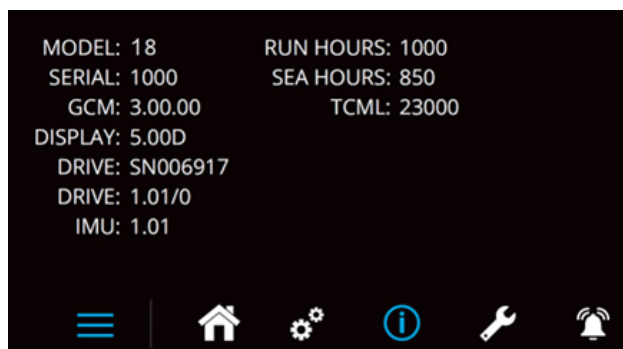 MODEL: 18
SERIAL: 1000
GCM: 3.00.00
DISPLAY: 5.00D
DRIVE: SN006917
DRIVE: 1.01/0
IMU: 1.01
RUN HOURS: 1000
SEA HOURS: 850
TCML: 23000